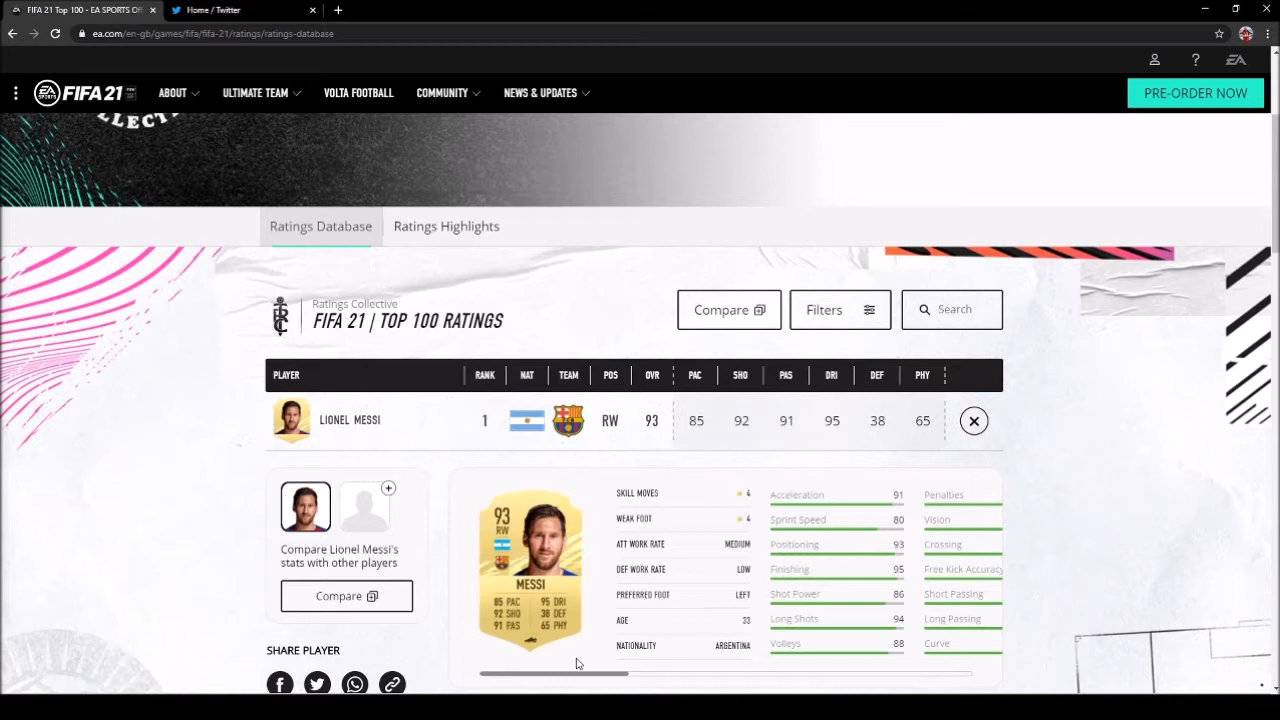 FIFA 21 Top 100 - EA SPORTS Off
Home / Twitter
ea.com/en-gb/games/fifa/fifa-21/ratings/ratings-database
EA
EA SPORTS FIFA 21 ABOUT ULTIMATE TEAM VOLTA FOOTBALL COMMUNITY NEWS & UPDATES PRE-ORDER NOW
Ratings Database Ratings Highlights
Ratings Collective
FIFA 21 | TOP 100 RATINGS
Compare Filters Search
PLAYER RANK NAT TEAM POS OVR PAC SHO PAS DRI DEF PHY
LIONEL MESSI 1 RW 93 85 92 91 95 38 65
Compare Lionel Messi's
stats with other players
Compare
SHARE PLAYER
93
RW
MESSI
85 PAC 95 DRI
92 SHO 38 DEF
91 PAS 65 PHY
SKILL MOVES 4
WEAK FOOT 4
ATT WORK RATE MEDIUM
DEF WORK RATE LOW
PREFERRED FOOT LEFT
AGE 33
NATIONALITY ARGENTINA
Acceleration 91
Sprint Speed 80
Positioning 93
Finishing 95
Shot Power 86
Long Shots 94
Volleys 88
Penalties
Vision
Crossing
Free Kick Accuracy
Short Passing
Long Passing
Curve